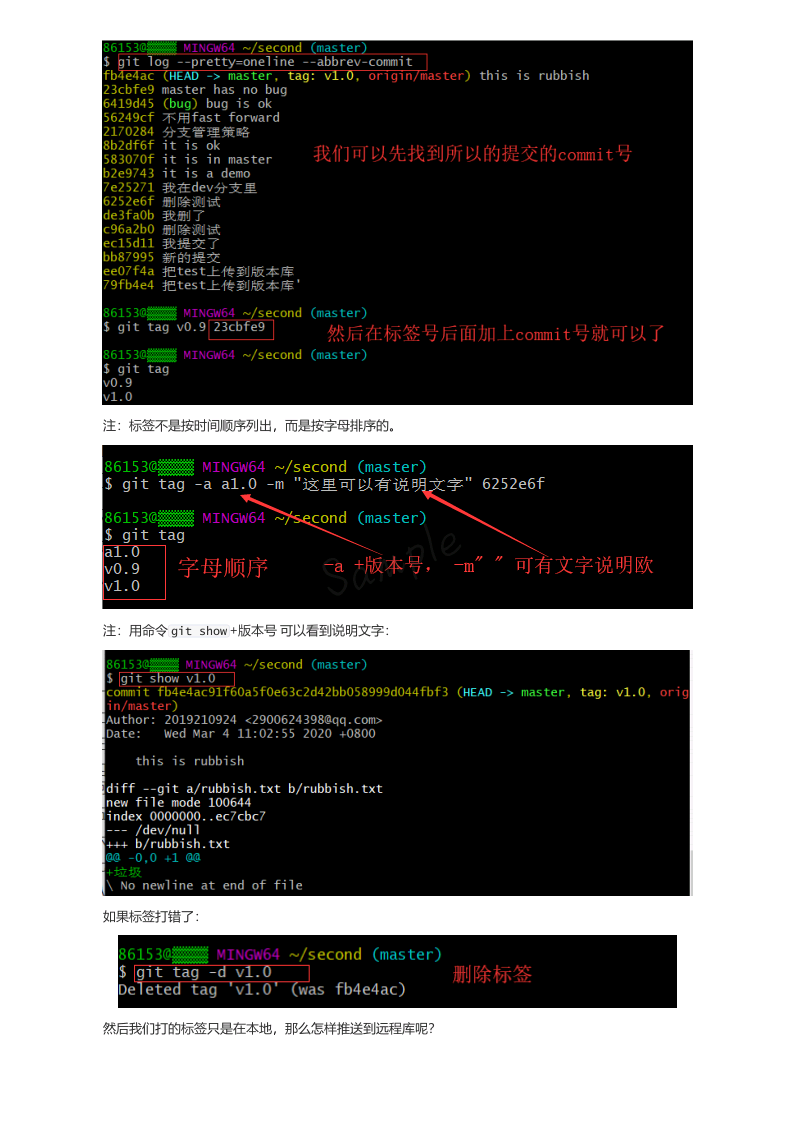 86153@▒▒▒▒ MINGW64 ~/second (master)
$ git log --pretty=oneline --abbrev-commit
fb4e4ac (HEAD -> master, tag: v1.0, origin/master) this is rubbish
23cbfe9 master has no bug
6419d45 (bug) bug is ok
56249cf 不用fast forward
2170284 分支管理策略
8b2df6f it is ok
583070f it is in master
我们可以先找到所以的提交的commit号
b2e9743 it is a demo
7e25271 我在dev分支里
6252e6f 删除测试
de3fa0b 我删了
c96a2b0 删除测试
ec15d11 我提交了
bb87995 新的提交
ee07f4a 把test上传到版本库
79fb4e4 把test上传到版本库'
86153@▒▒▒▒ MINGW64 ~/second (master)
$ git tag v0.9 23cbfe9
然后在标签号后面加上commit号就可以了
86153@▒▒▒▒ MINGW64 ~/second (master)
$ git tag
v0.9
v1.0
注：标签不是按时间顺序列出，而是按字母排序的。
86153@▒▒▒▒ MINGW64 ~/second (master)
$ git tag -a a1.0 -m "这里可以有说明文字" 6252e6f
86153@▒▒▒▒ MINGW64 ~/second (master)
$ git tag
a1.0
v0.9
v1.0
字母顺序
-a +版本号， -m" " 可有文字说明欧
Sample
注：用命令 git show +版本号 可以看到说明文字：
86153@▒▒▒▒ MINGW64 ~/second (master)
$ git show v1.0
commit fb4e4ac91f60a5f0e63c2d42bb058999d044fbf3 (HEAD -> master, tag: v1.0, orig
in/master)
Author: 2019210924 <2900624398@qq.com>
Date:   Wed Mar 4 11:02:55 2020 +0800
this is rubbish
diff --git a/rubbish.txt b/rubbish.txt
new file mode 100644
index 0000000..ec7cbc7
--- /dev/null
+++ b/rubbish.txt
@@ -0,0 +1 @@
+垃圾
\ No newline at end of file
如果标签打错了：
86153@▒▒▒▒ MINGW64 ~/second (master)
$ git tag -d v1.0
删除标签
Deleted tag 'v1.0' (was fb4e4ac)
然后我们打的标签只是在本地，那么怎样推送到远程库呢？